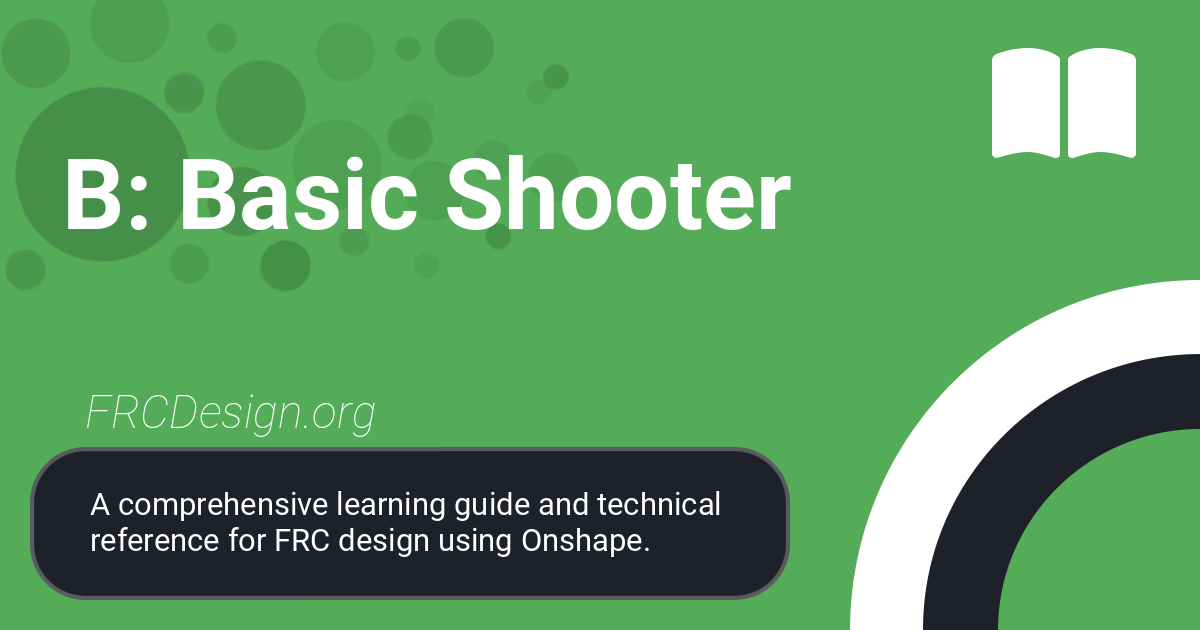 B: Basic Shooter
FRCDesign.org
A comprehensive learning guide and technical
reference for FRC design using Onshape.